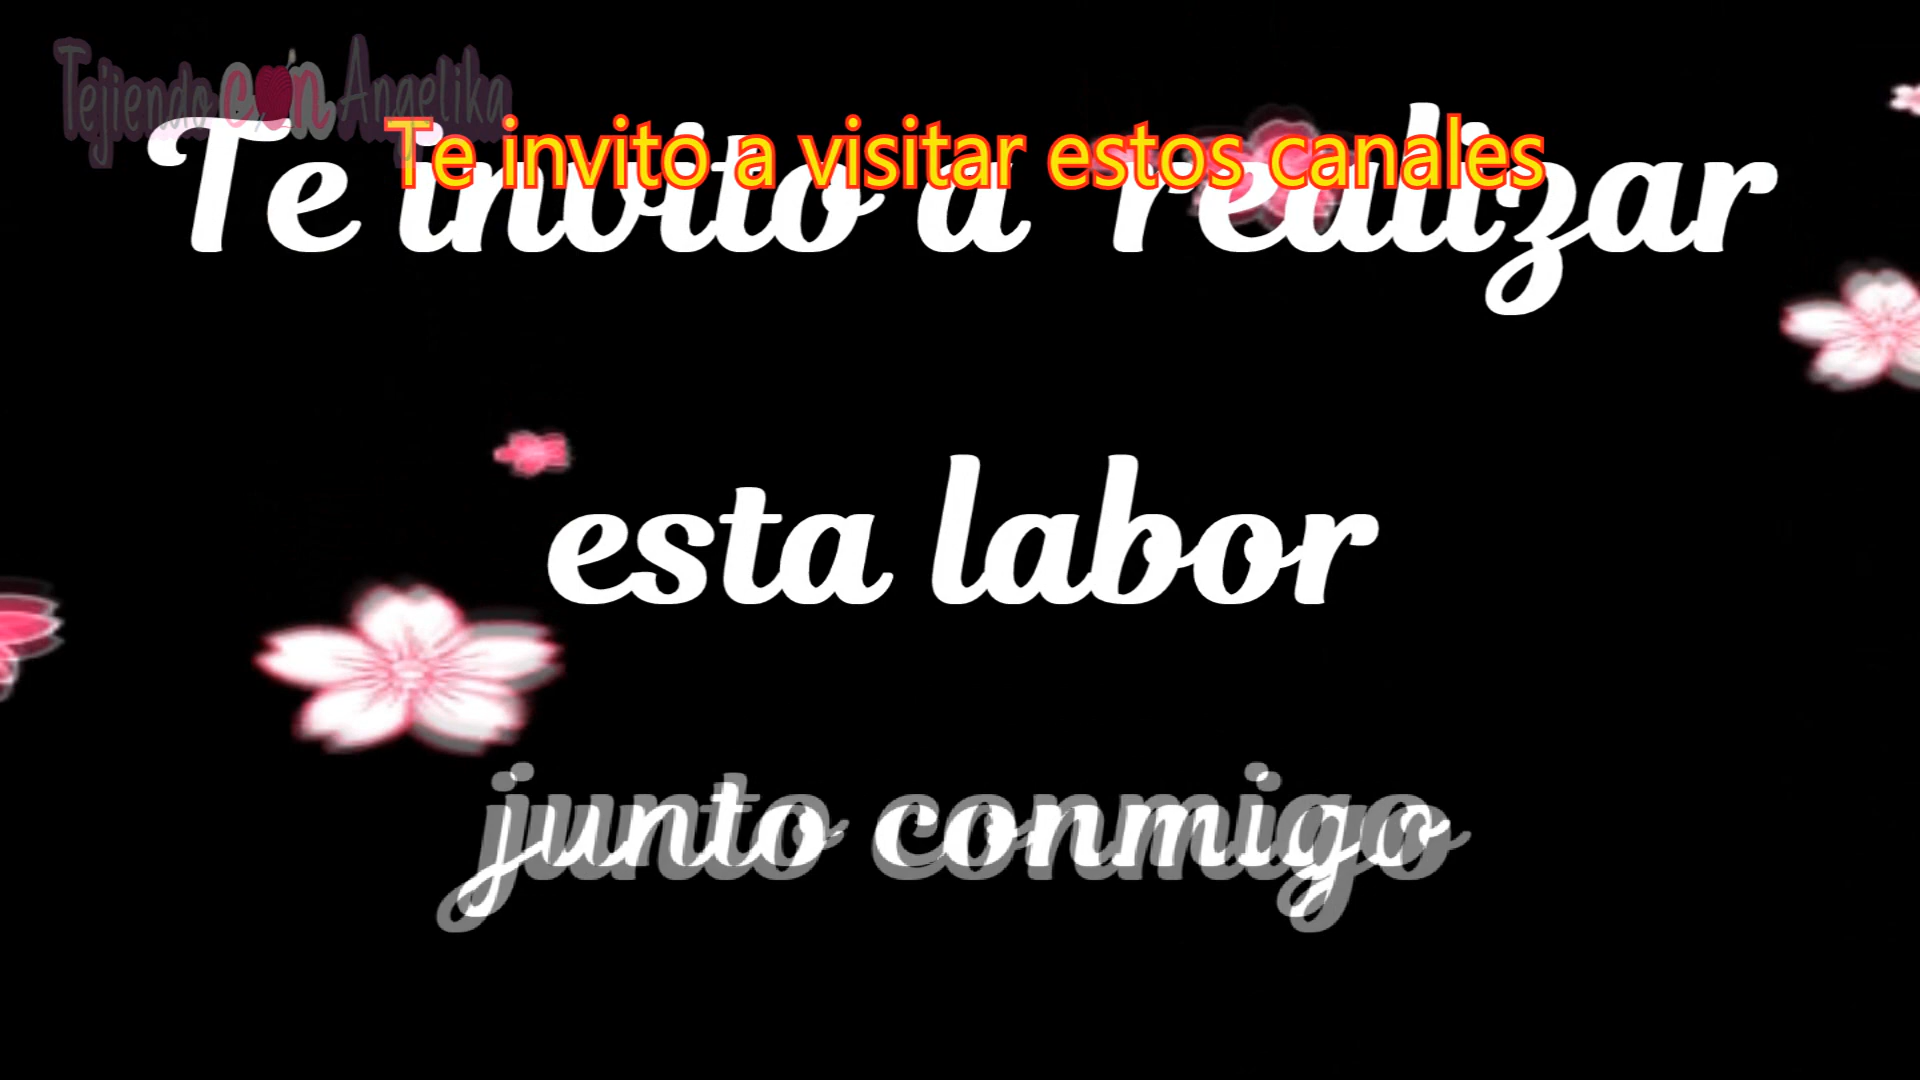 Tejiendo con Angelika
Te invito a visitar estos canales
Te invito a realizar
esta labor
junto conmigo